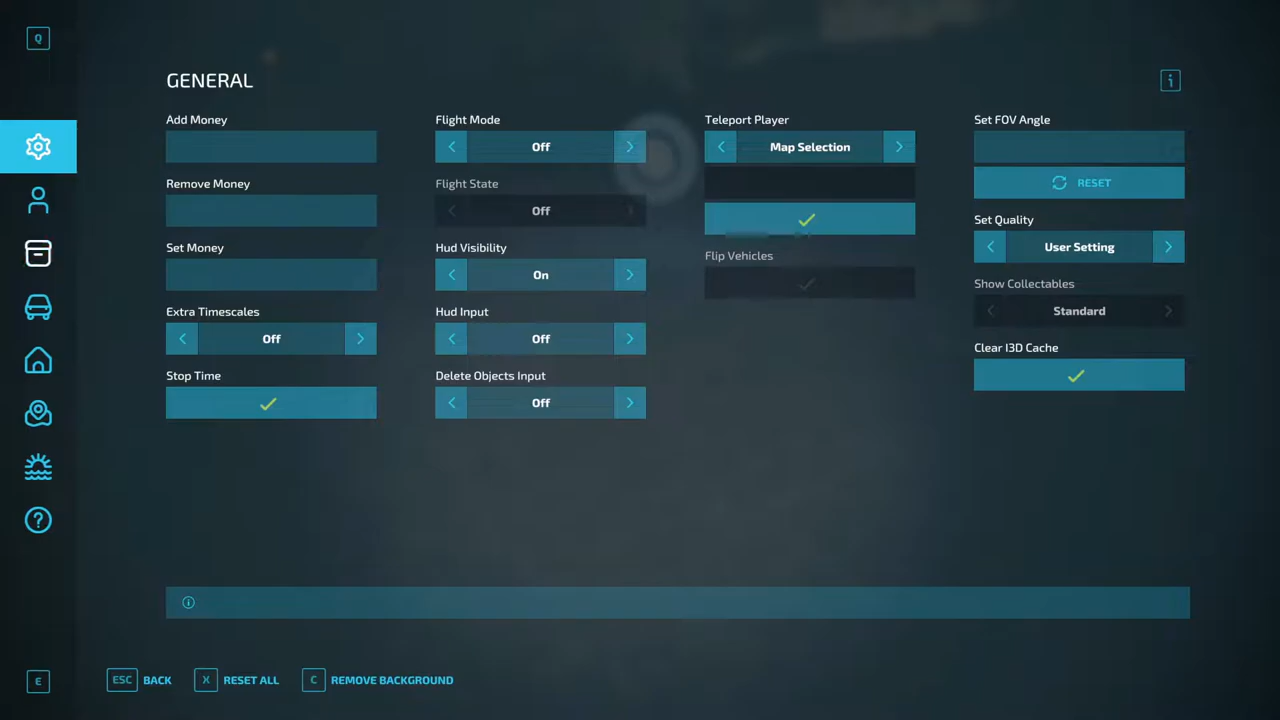 Q
GENERAL
Add Money
Remove Money
Set Money
Extra Timescales
Off
Stop Time
Flight Mode
Off
Flight State
Off
Hud Visibility
On
Hud Input
Off
Delete Objects Input
Off
Teleport Player
Map Selection
Flip Vehicles
Set FOV Angle
RESET
Set Quality
User Setting
Show Collectables
Standard
Clear I3D Cache
E
ESC BACK X RESET ALL C REMOVE BACKGROUND